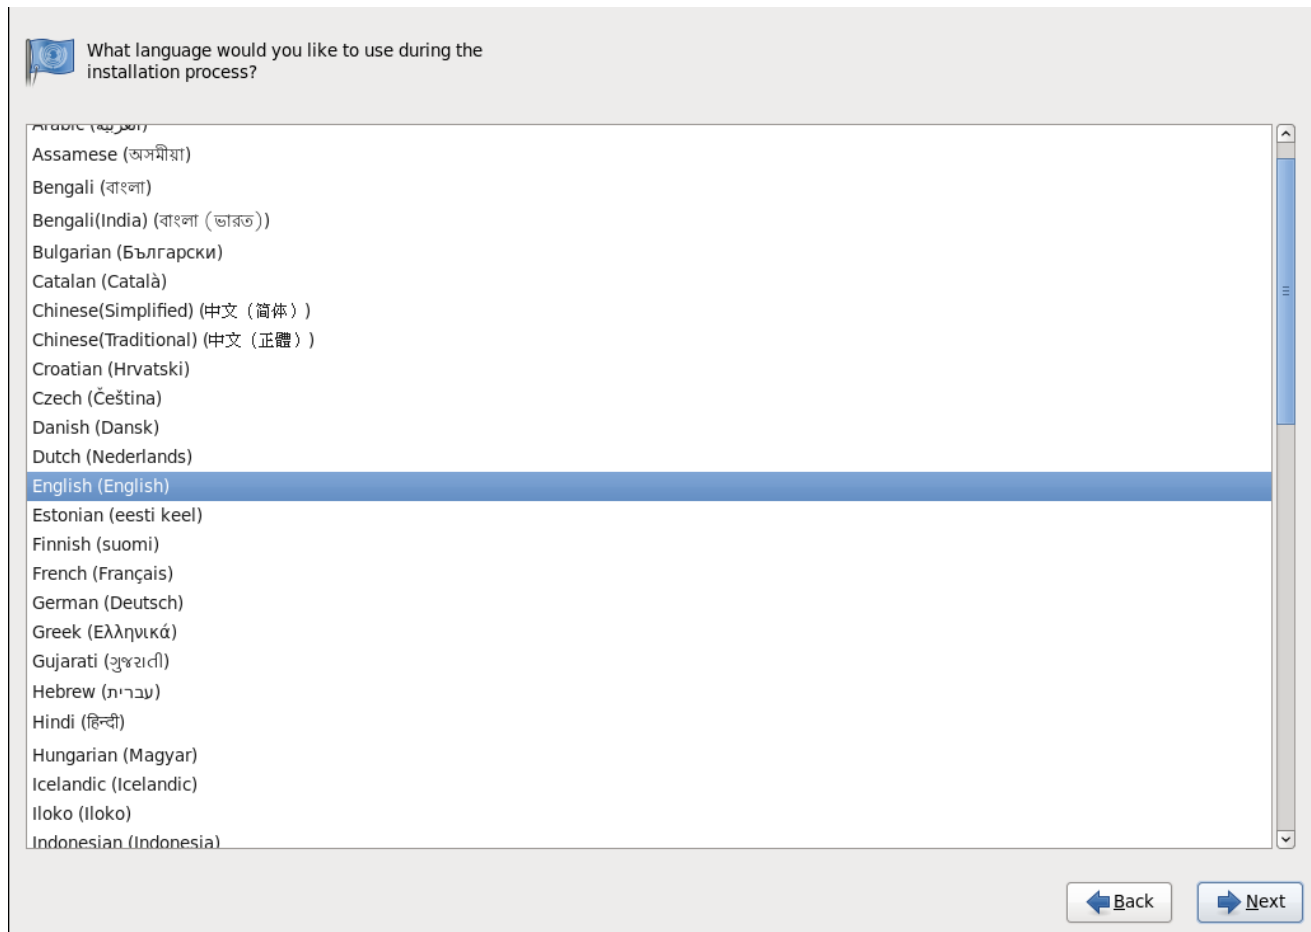 What language would you like to use during the
installation process?
Arabic (العربية)
Assamese (অসমীয়া)
Bengali (বাংলা)
Bengali(India) (বাংলা (ভারত))
Bulgarian (Български)
Catalan (Català)
Chinese(Simplified) (中文（简体）)
Chinese(Traditional) (中文（正體）)
Croatian (Hrvatski)
Czech (Čeština)
Danish (Dansk)
Dutch (Nederlands)
English (English)
Estonian (eesti keel)
Finnish (suomi)
French (Français)
German (Deutsch)
Greek (Ελληνικά)
Gujarati (ગુજરાતી)
Hebrew (עברית)
Hindi (हिन्दी)
Hungarian (Magyar)
Icelandic (Icelandic)
Iloko (Iloko)
Indonesian (Indonesia)
Back
Next